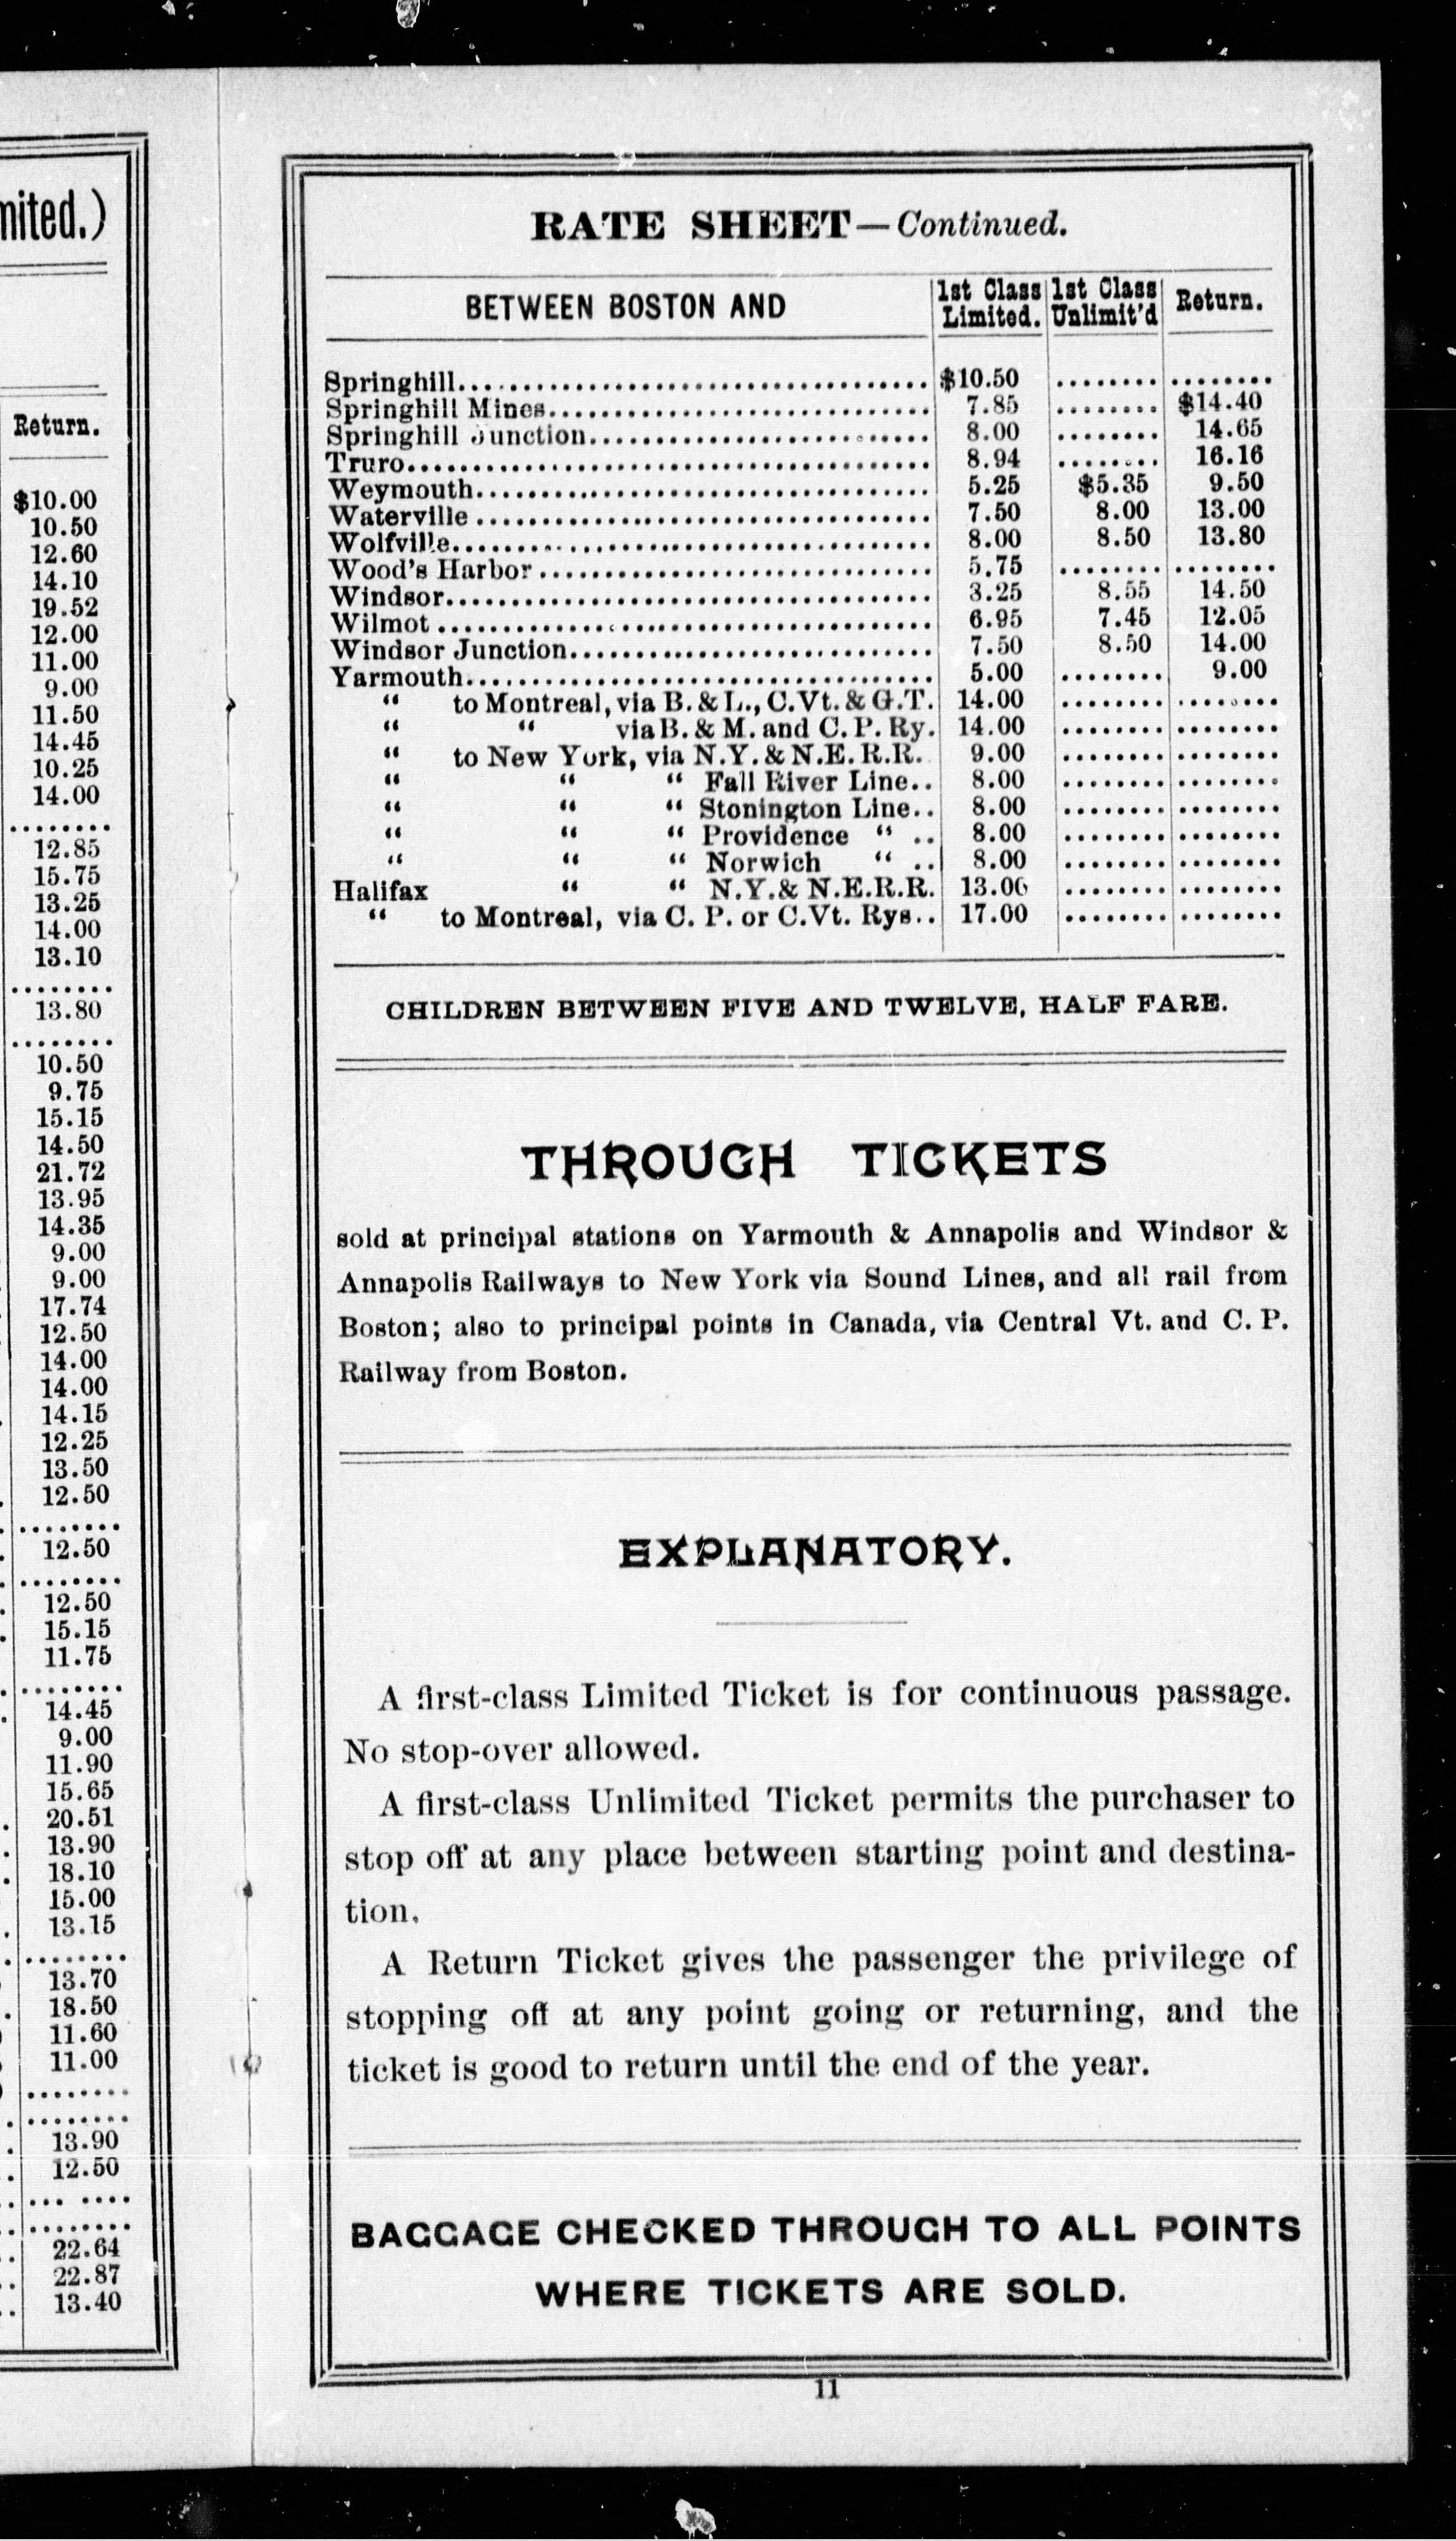 mited.)
Return.
$10.00
10.50
12.60
14.10
19.52
12.00
11.00
9.00
11.50
14.45
10.25
14.00
........
12.85
15.75
13.25
14.00
13.10
........
13.80
........
10.50
9.75
15.15
14.50
21.72
13.95
14.35
9.00
9.00
17.74
12.50
14.00
14.00
14.15
12.25
13.50
12.50
........
12.50
........
12.50
15.15
11.75
........
14.45
9.00
11.90
15.65
20.51
13.90
18.10
15.00
13.15
........
13.70
18.50
11.60
11.00
........
........
13.90
12.50
... ....
........
22.64
22.87
13.40
RATE SHEET—Continued.
BETWEEN BOSTON AND 1st Class Limited. 1st Class Unlimit'd Return.
Springhill........ $10.50 ........ ........
Springhill Mines........ 7.85 ........ $14.40
Springhill Junction........ 8.00 ........ 14.65
Truro........ 8.94 ........ 16.16
Weymouth........ 5.25 $5.35 9.50
Waterville........ 7.50 8.00 13.00
Wolfville........ 8.00 8.50 13.80
Wood's Harbor........ 5.75 ........ ........
Windsor........ 3.25 8.55 14.50
Wilmot........ 6.95 7.45 12.05
Windsor Junction........ 7.50 8.50 14.00
Yarmouth........ 5.00 ........ 9.00
“ to Montreal, via B. & L., C. Vt. & G. T. 14.00 ........ ........
“ “ via B. & M. and C. P. Ry. 14.00 ........ ........
“ to New York, via N. Y. & N. E. R. R. 9.00 ........ ........
“ “ “ Fall River Line.. 8.00 ........ ........
“ “ “ Stonington Line.. 8.00 ........ ........
“ “ “ Providence “ .. 8.00 ........ ........
“ “ “ Norwich “ .. 8.00 ........ ........
Halifax “ “ N. Y. & N. E. R. R. 13.00 ........ ........
“ to Montreal, via C. P. or C. Vt. Rys.. 17.00 ........ ........
CHILDREN BETWEEN FIVE AND TWELVE, HALF FARE.
THROUGH TICKETS
sold at principal stations on Yarmouth & Annapolis and Windsor &
Annapolis Railways to New York via Sound Lines, and all rail from
Boston; also to principal points in Canada, via Central Vt. and C. P.
Railway from Boston.
EXPLANATORY.
A first-class Limited Ticket is for continuous passage.
No stop-over allowed.
A first-class Unlimited Ticket permits the purchaser to
stop off at any place between starting point and destina-
tion.
A Return Ticket gives the passenger the privilege of
stopping off at any point going or returning, and the
ticket is good to return until the end of the year.
BAGGAGE CHECKED THROUGH TO ALL POINTS
WHERE TICKETS ARE SOLD.
11